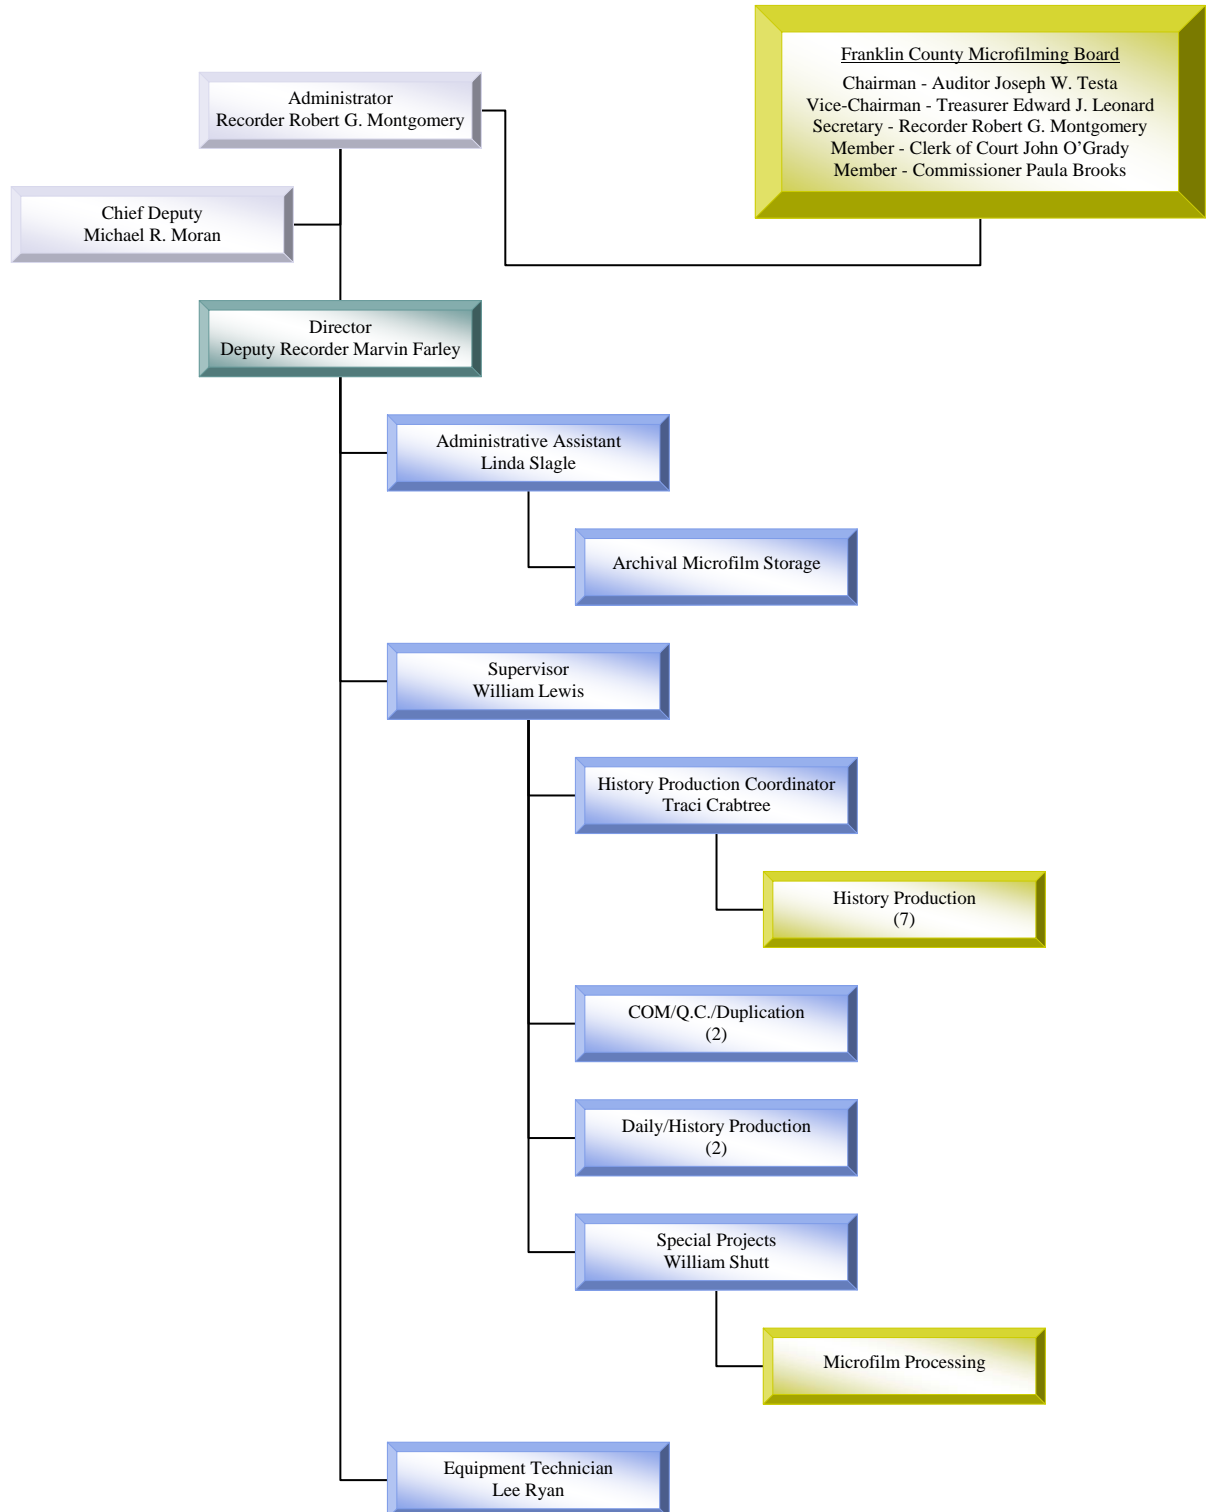 Franklin County Microfilming Board
Chairman - Auditor Joseph W. Testa
Vice-Chairman - Treasurer Edward J. Leonard
Secretary - Recorder Robert G. Montgomery
Member - Clerk of Court John O’Grady
Member - Commissioner Paula Brooks
Administrator
Recorder Robert G. Montgomery
Chief Deputy
Michael R. Moran
Director
Deputy Recorder Marvin Farley
Administrative Assistant
Linda Slagle
Archival Microfilm Storage
Supervisor
William Lewis
History Production Coordinator
Traci Crabtree
History Production
(7)
COM/Q.C./Duplication
(2)
Daily/History Production
(2)
Special Projects
William Shutt
Microfilm Processing
Equipment Technician
Lee Ryan